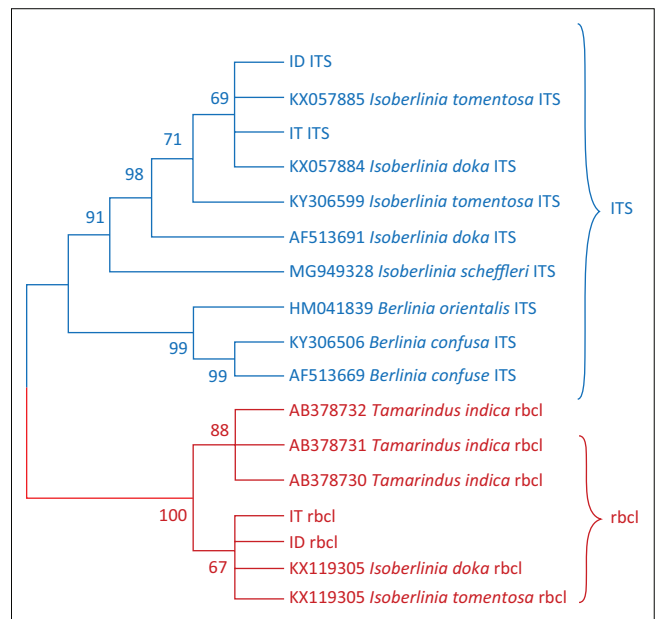 ID ITS
69
KX057885 Isoberlinia tomentosa ITS
IT ITS
71
KX057884 Isoberlinia doka ITS
98
KY306599 Isoberlinia tomentosa ITS
ITS
91
AF513691 Isoberlinia doka ITS
MG949328 Isoberlinia scheffleri ITS
HM041839 Berlinia orientalis ITS
99
KY306506 Berlinia confusa ITS
99
AF513669 Berlinia confuse ITS
AB378732 Tamarindus indica rbcl
88
AB378731 Tamarindus indica rbcl
AB378730 Tamarindus indica rbcl
100
IT rbcl
rbcl
ID rbcl
67
KX119305 Isoberlinia doka rbcl
KX119305 Isoberlinia tomentosa rbcl